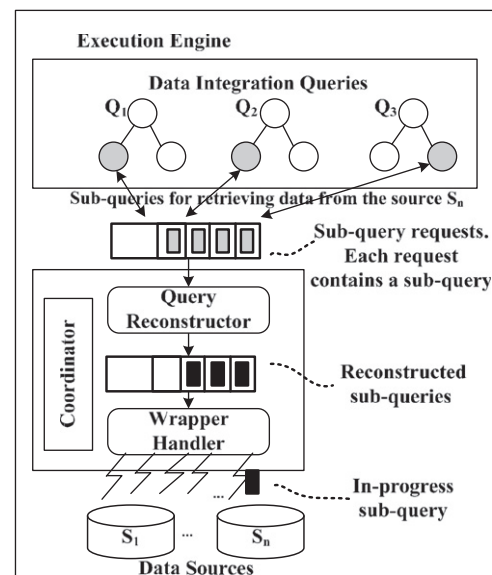 Execution Engine
Data Integration Queries
Q1 Q2 Q3
Sub-queries for retrieving data from the source Sn
Sub-query requests.
Each request
contains a sub-query
Query
Reconstructor
Coordinator
Reconstructed
sub-queries
Wrapper
Handler
...
In-progress
sub-query
S1 ... Sn
Data Sources